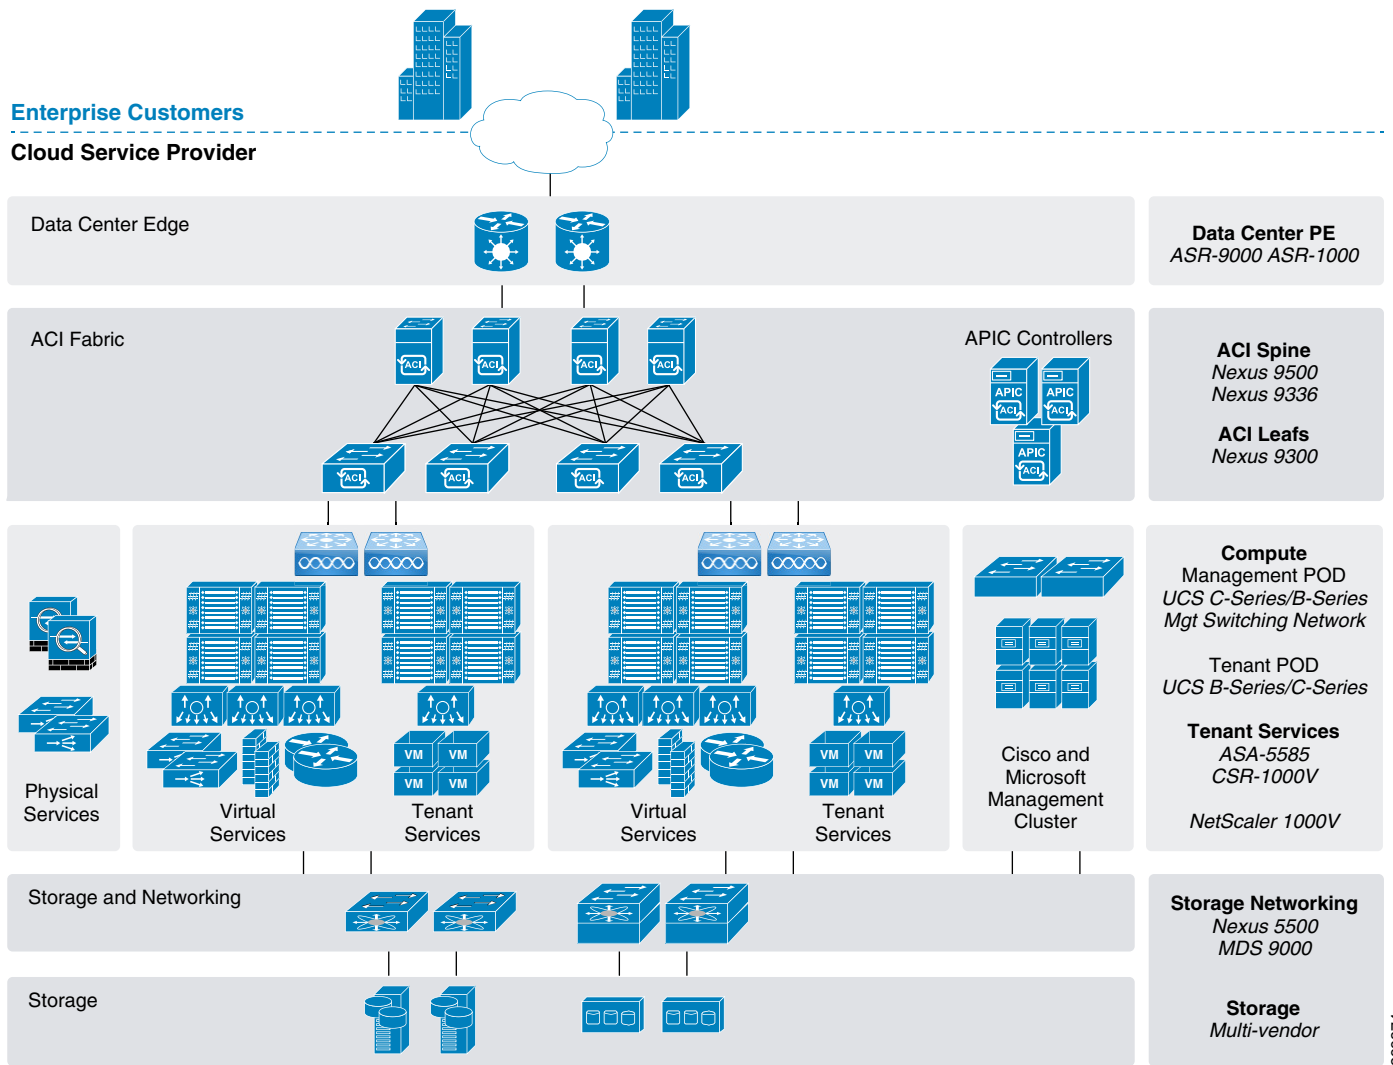 Enterprise Customers
Cloud Service Provider
Data Center Edge
Data Center PE
ASR-9000 ASR-1000
ACI Fabric
ACI
ACI
ACI
ACI
ACI
ACI
ACI
ACI
APIC Controllers
APIC
ACI
APIC
ACI
APIC
ACI
ACI Spine
Nexus 9500
Nexus 9336
ACI Leafs
Nexus 9300
Physical
Services
VM
VM
VM
VM
Virtual
Services
Tenant
Services
VM
VM
VM
VM
Virtual
Services
Tenant
Services
Cisco and
Microsoft
Management
Cluster
Compute
Management POD
UCS C-Series/B-Series
Mgt Switching Network
Tenant POD
UCS B-Series/C-Series
Tenant Services
ASA-5585
CSR-1000V
NetScaler 1000V
Storage and Networking
Storage Networking
Nexus 5500
MDS 9000
Storage
Storage
Multi-vendor